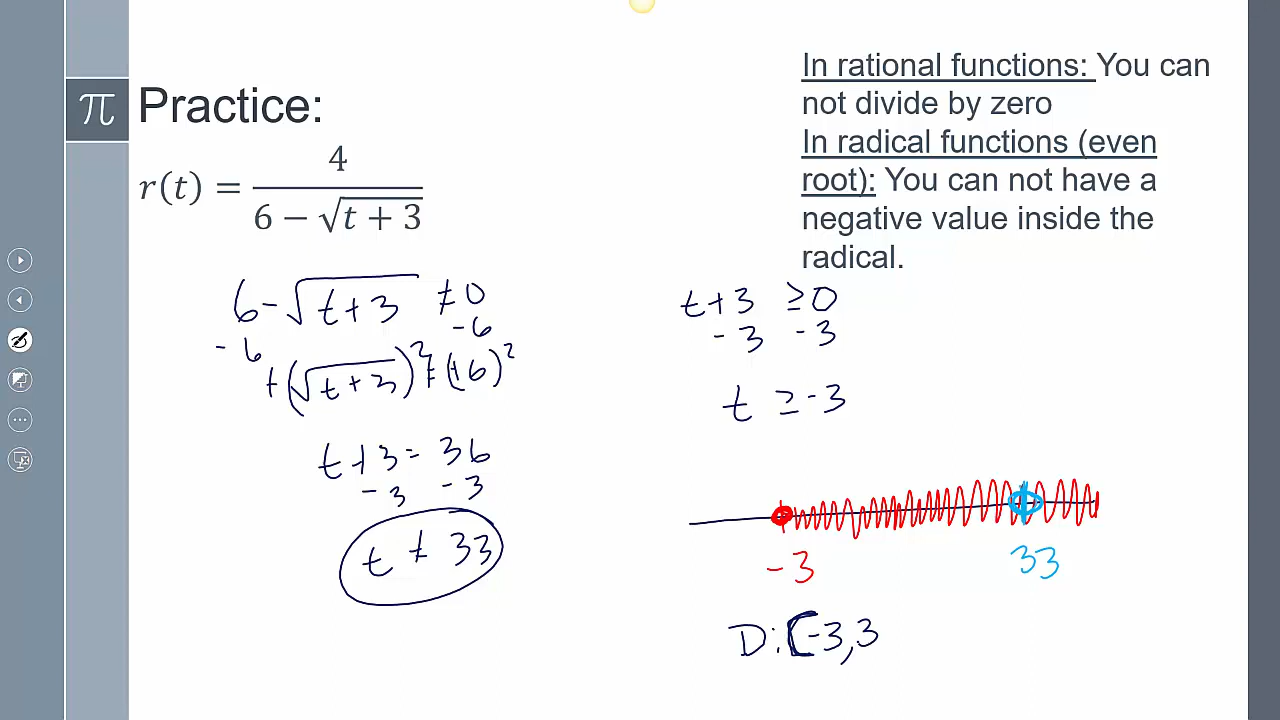 π Practice:
r(t) = 4 / (6 − √(t + 3))
In rational functions: You can
not divide by zero
In radical functions (even
root): You can not have a
negative value inside the
radical.
6 - √(t+3) ≠ 0
-6 -6
+(√(t+3))² ≠ (+6)²
t+3 = 36
-3 -3
t ≠ 33
t+3 ≥ 0
-3 -3
t ≥ -3
-3 33
D: [-3,3